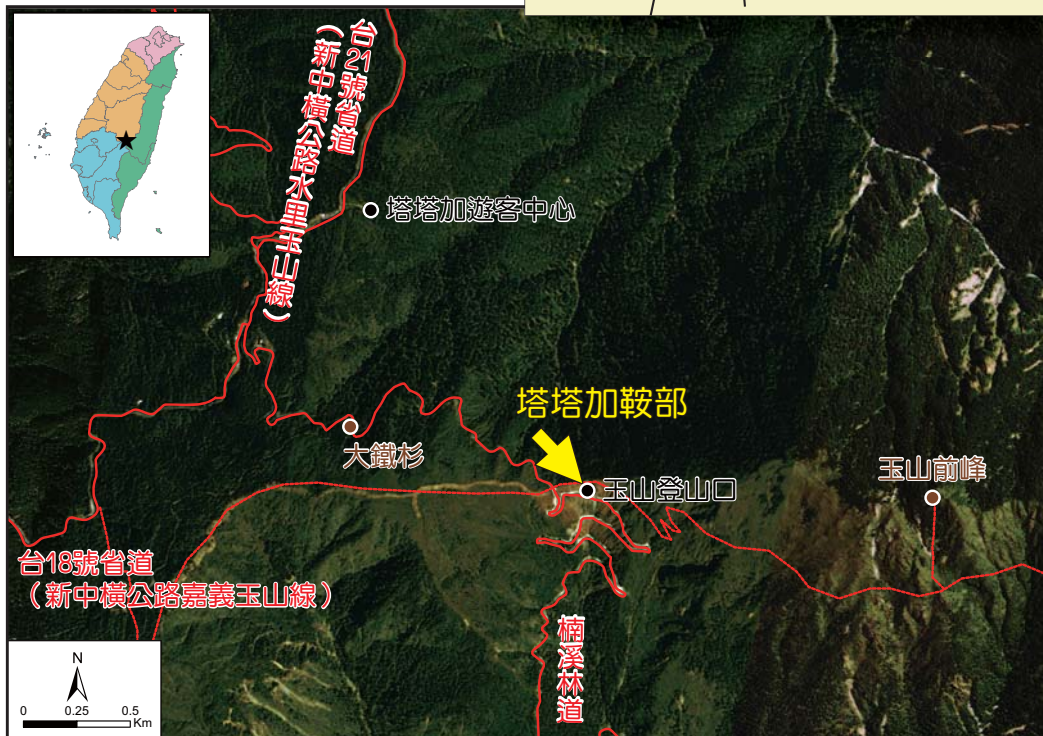 台21號省道
（新中橫公路水里玉山線）
塔塔加遊客中心
塔塔加鞍部
大鐵杉
玉山登山口
玉山前峰
台18號省道
（新中橫公路嘉義玉山線）
楠溪林道
N
0 0.25 0.5
Km